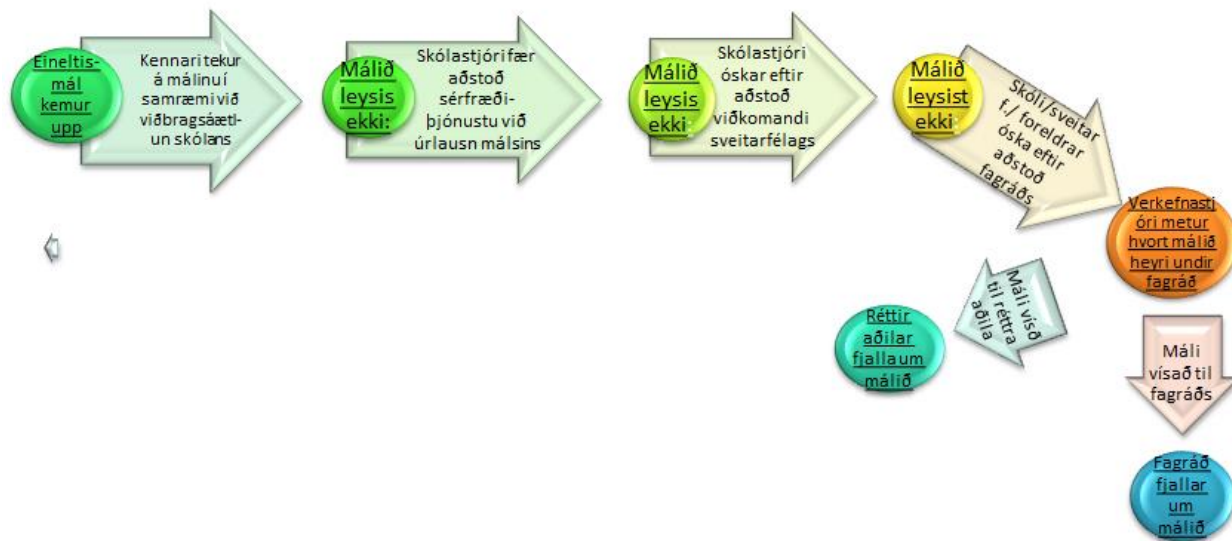 Eineltis-
mál
kemur
upp
Kennari tekur
á málinu í
samræmi við
viðbragsáætl-
un skólans
Málið
leysis
ekki:
Skólastjóri fær
aðstoð
sérfræði-
þjónustu við
úrlausn málsins
Málið
leysis
ekki:
Skólastjóri
óskar eftir
aðstoð
viðkomandi
sveitarfélags
Málið
leysist
ekki:
Skóli/sveitar
f./ foreldrar
óska eftir
aðstoð
fagráðs
Verkefnastj
óri metur
hvort málið
heyri undir
fagráð
Máli vísð
til réttra
aðila
Réttir
aðilar
fjalla um
málið
Máli
vísað til
fagráðs
Fagráð
fjallar
um
málið